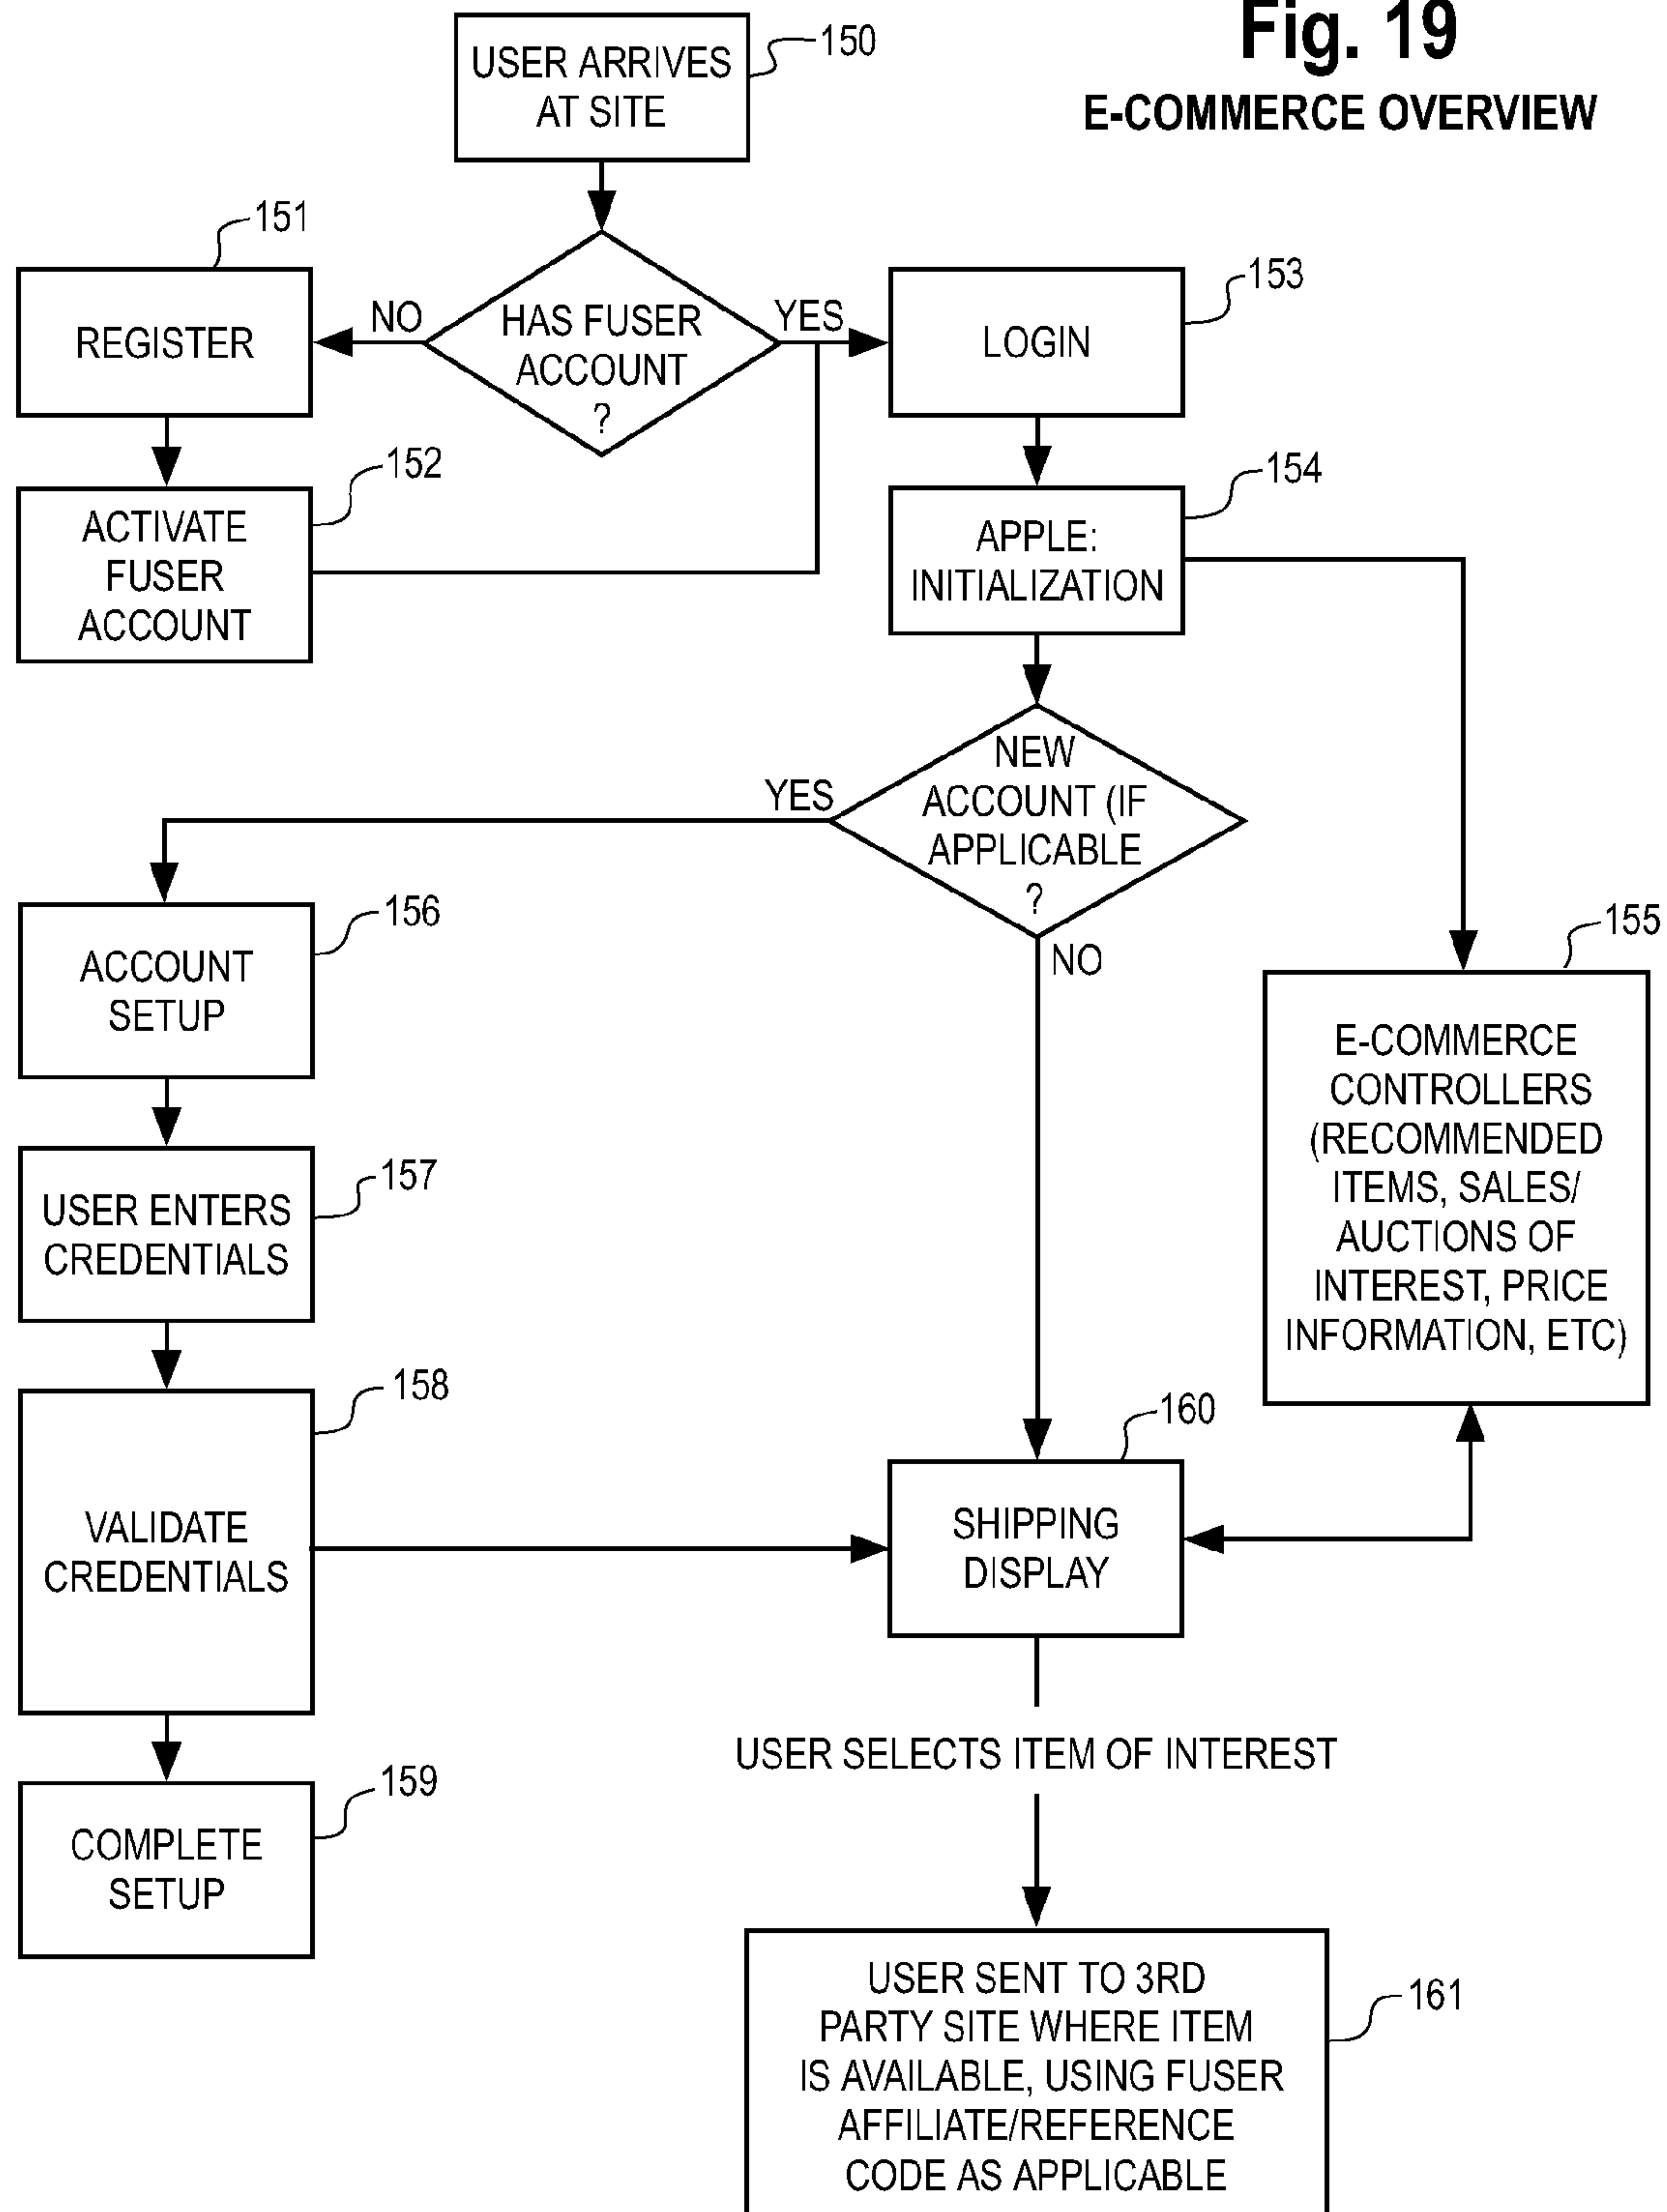 Fig. 19
E-COMMERCE OVERVIEW
USER ARRIVES
AT SITE
150
151
REGISTER
NO
HAS FUSER
ACCOUNT
?
YES
153
LOGIN
152
ACTIVATE
FUSER
ACCOUNT
154
APPLE:
INITIALIZATION
NEW
ACCOUNT (IF
APPLICABLE
?
YES
NO
156
ACCOUNT
SETUP
155
E-COMMERCE
CONTROLLERS
(RECOMMENDED
ITEMS, SALES/
AUCTIONS OF
INTEREST, PRICE
INFORMATION, ETC)
157
USER ENTERS
CREDENTIALS
158
VALIDATE
CREDENTIALS
160
SHIPPING
DISPLAY
USER SELECTS ITEM OF INTEREST
159
COMPLETE
SETUP
161
USER SENT TO 3RD
PARTY SITE WHERE ITEM
IS AVAILABLE, USING FUSER
AFFILIATE/REFERENCE
CODE AS APPLICABLE